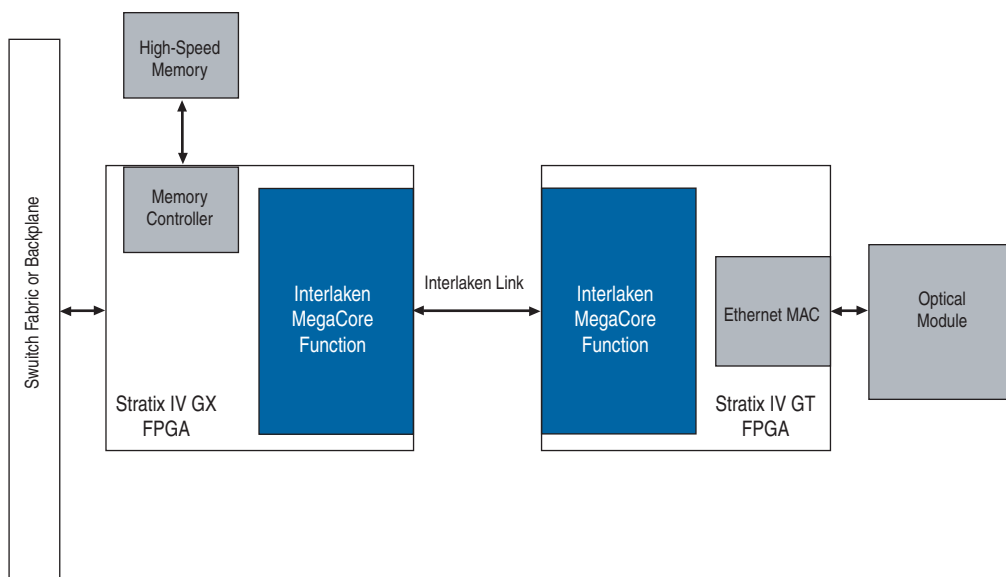 High-Speed
Memory
Swuitch Fabric or Backplane
Memory
Controller
Interlaken
MegaCore
Function
Stratix IV GX
FPGA
Interlaken Link
Interlaken
MegaCore
Function
Ethernet MAC
Stratix IV GT
FPGA
Optical
Module